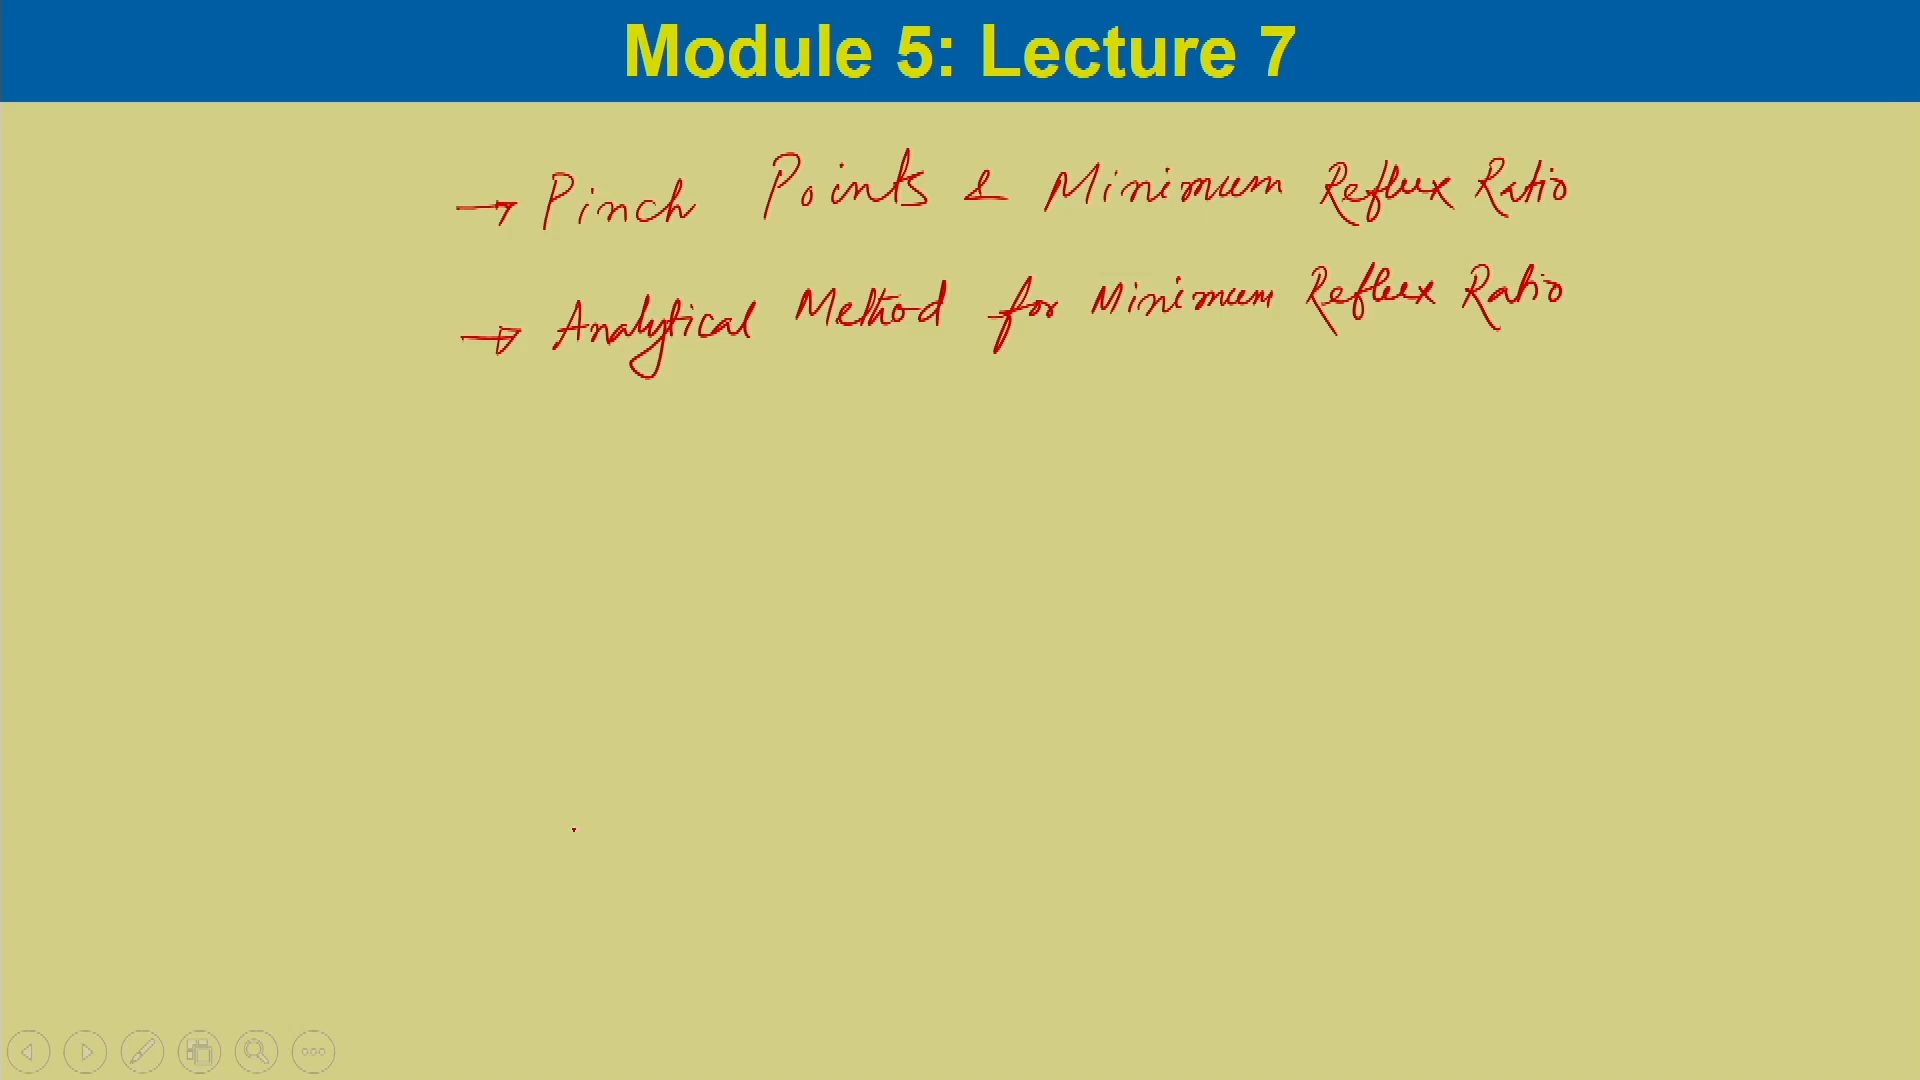 Module 5: Lecture 7
→ Pinch Points & Minimum Reflux Ratio
→ Analytical Method for Minimum Reflux Ratio